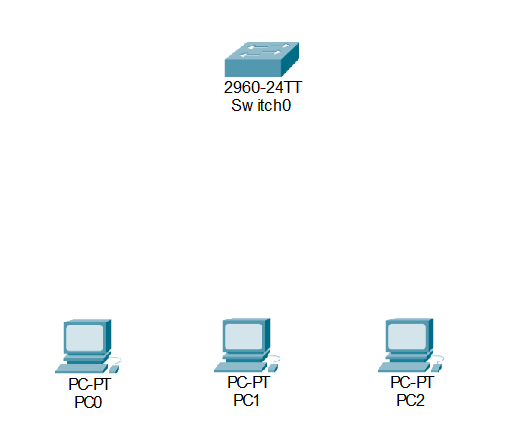 2960-24TT
Switch0
PC-PT
PC0
PC-PT
PC1
PC-PT
PC2